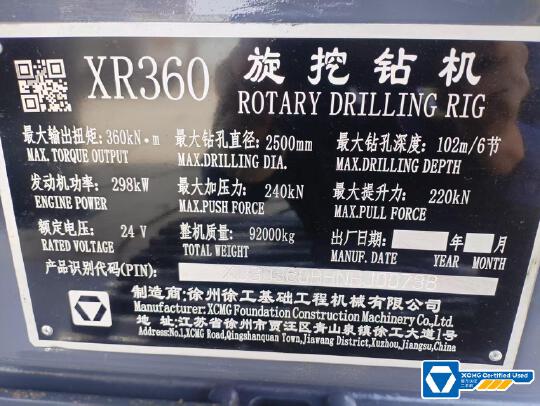 XR360 旋挖钻机
ROTARY DRILLING RIG
最大输出扭矩: 360kN·m 最大钻孔直径: 2500mm 最大钻孔深度: 102m/6节
MAX. TORQUE OUTPUT MAX.DRILLING DIA. MAX.DRILLING DEPTH
发动机功率: 298kW 最大加压力: 240kN 最大提升力: 220kN
ENGINE POWER MAX.PUSH FORCE MAX.PULL FORCE
额定电压: 24 V 整机质量: 92000kg 出厂日期: 年 月
RATED VOLTAGE TOTAL WEIGHT MANUF. DATE YEAR MONTH
产品识别代码(PIN):
制造商: 徐州徐工基础工程机械有限公司
Manufacturer: XCMG Foundation Construction Machinery Co.,Ltd.
地 址: 江苏省徐州市贾汪区青山泉镇徐工大道1号
Address:No.1, XCMG Road,Qingshanquan Town,Jiawang District,Xuzhou,Jiangsu,China
XCMG Certified Used